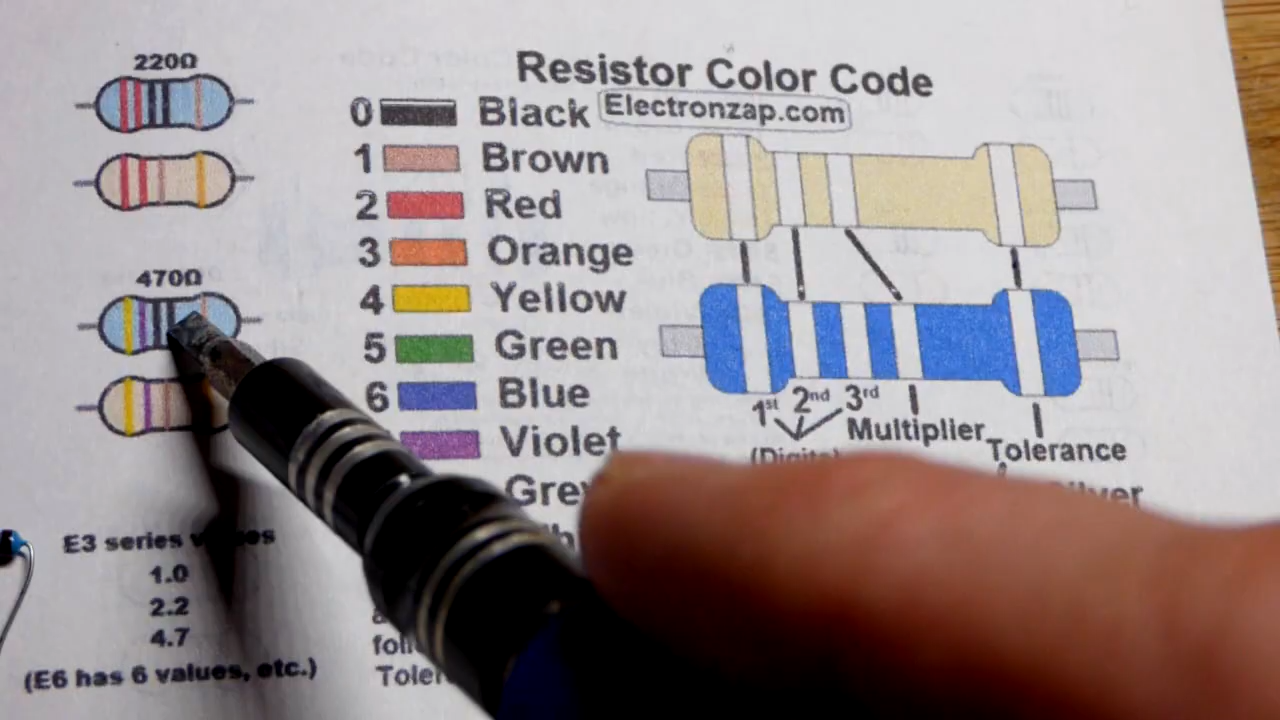 220Ω
470Ω
E3 series
1.0
2.2
4.7
(E6 has 6 values, etc.)
Resistor Color Code
Electronzap.com
0 Black
1 Brown
2 Red
3 Orange
4 Yellow
5 Green
6 Blue
Violet
1st 2nd 3rd
Multiplier
Tolerance